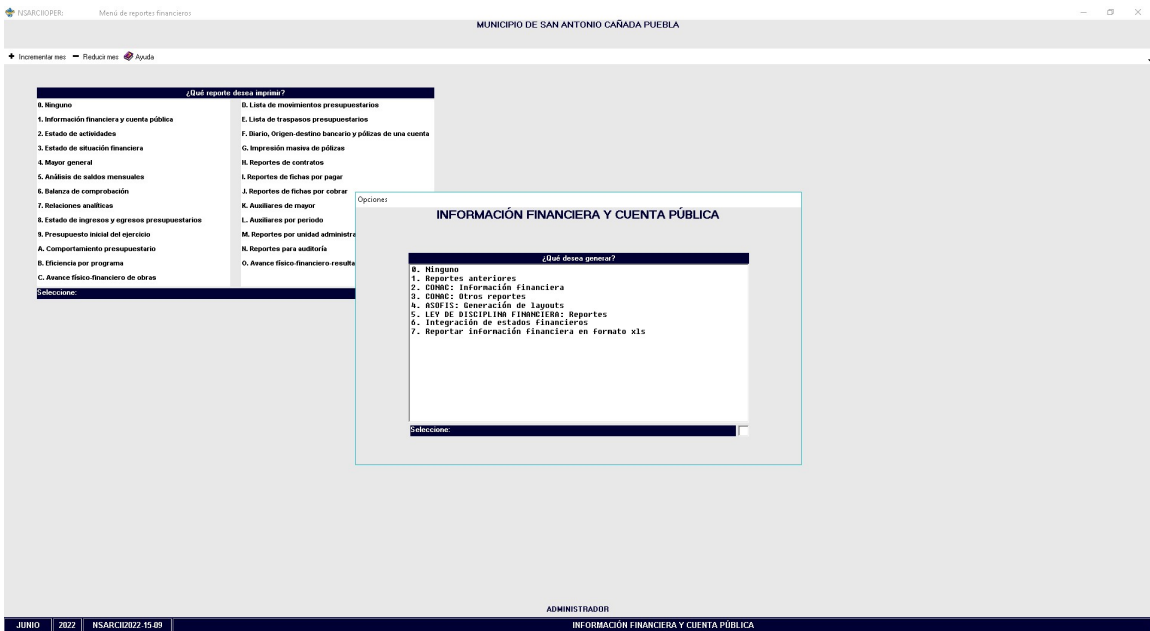 NSARCIIOPER: Menú de reportes financieros
MUNICIPIO DE SAN ANTONIO CAÑADA PUEBLA
Incrementar mes Reducir mes Ayuda
¿Qué reporte desea imprimir?
0. Ninguno
1. Información financiera y cuenta pública
2. Estado de actividades
3. Estado de situación financiera
4. Mayor general
5. Análisis de saldos mensuales
6. Balanza de comprobación
7. Relaciones analíticas
8. Estado de ingresos y egresos presupuestarios
9. Presupuesto inicial del ejercicio
A. Comportamiento presupuestario
B. Eficiencia por programa
C. Avance físico-financiero de obras
D. Lista de movimientos presupuestarios
E. Lista de traspasos presupuestarios
F. Diario, Origen-destino bancario y pólizas de una cuenta
G. Impresión masiva de pólizas
H. Reportes de contratos
I. Reportes de fichas por pagar
J. Reportes de fichas por cobrar
K. Auxiliares de mayor
L. Auxiliares por periodo
M. Reportes por unidad administra
N. Reportes para auditoría
O. Avance físico-financiero-resulta
Seleccione:
Opciones
INFORMACIÓN FINANCIERA Y CUENTA PÚBLICA
¿Qué desea generar?
0. Ninguno
1. Reportes anteriores
2. CONAC: Información financiera
3. CONAC: Otros reportes
4. ASOFIS: Generación de layouts
5. LEY DE DISCIPLINA FINANCIERA: Reportes
6. Integración de estados financieros
7. Reportar información financiera en formato xls
Seleccione:
ADMINISTRADOR
JUNIO 2022 NSARCII2022-15-09 INFORMACIÓN FINANCIERA Y CUENTA PÚBLICA